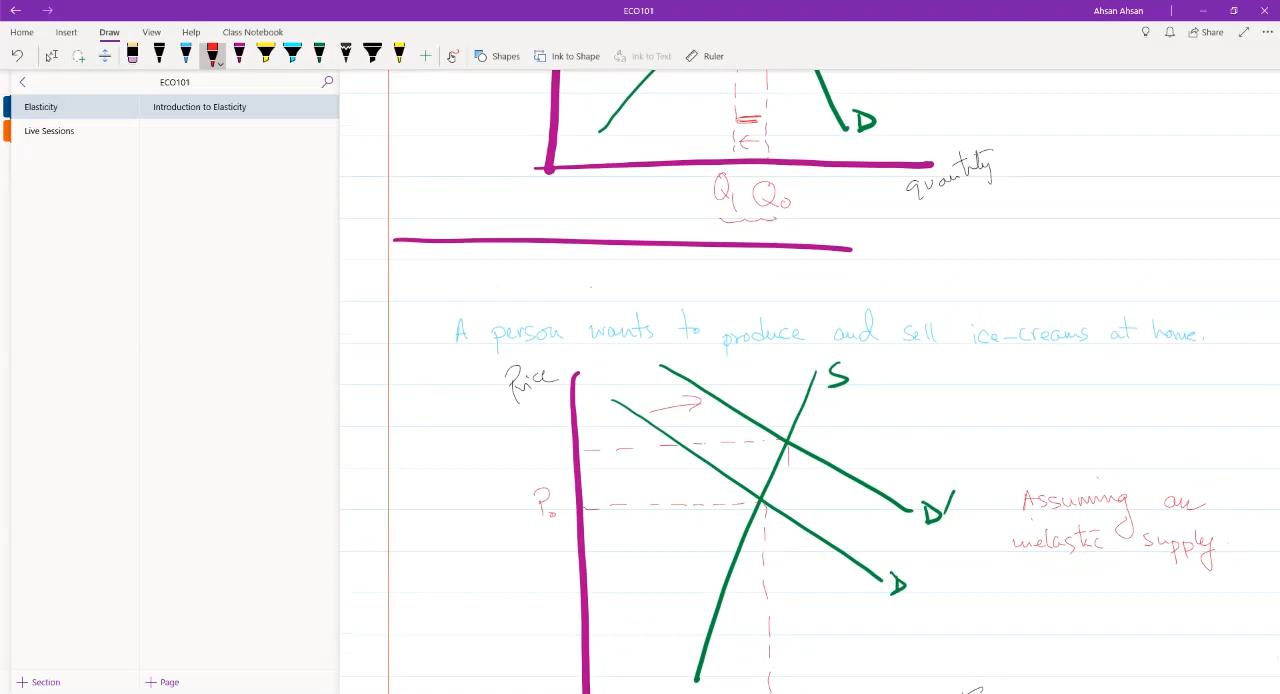 ECO101
Ahsan Ahsan
Home Insert Draw View Help Class Notebook
Share
Shapes Ink to Shape Ink to Text Ruler
ECO101
Elasticity
Introduction to Elasticity
Live Sessions
D
quantity
Q1 Q0
A person wants to produce and sell ice-creams at home.
Price
S
P0
D'
Assuming an
inelastic supply
D
+ Section
+ Page